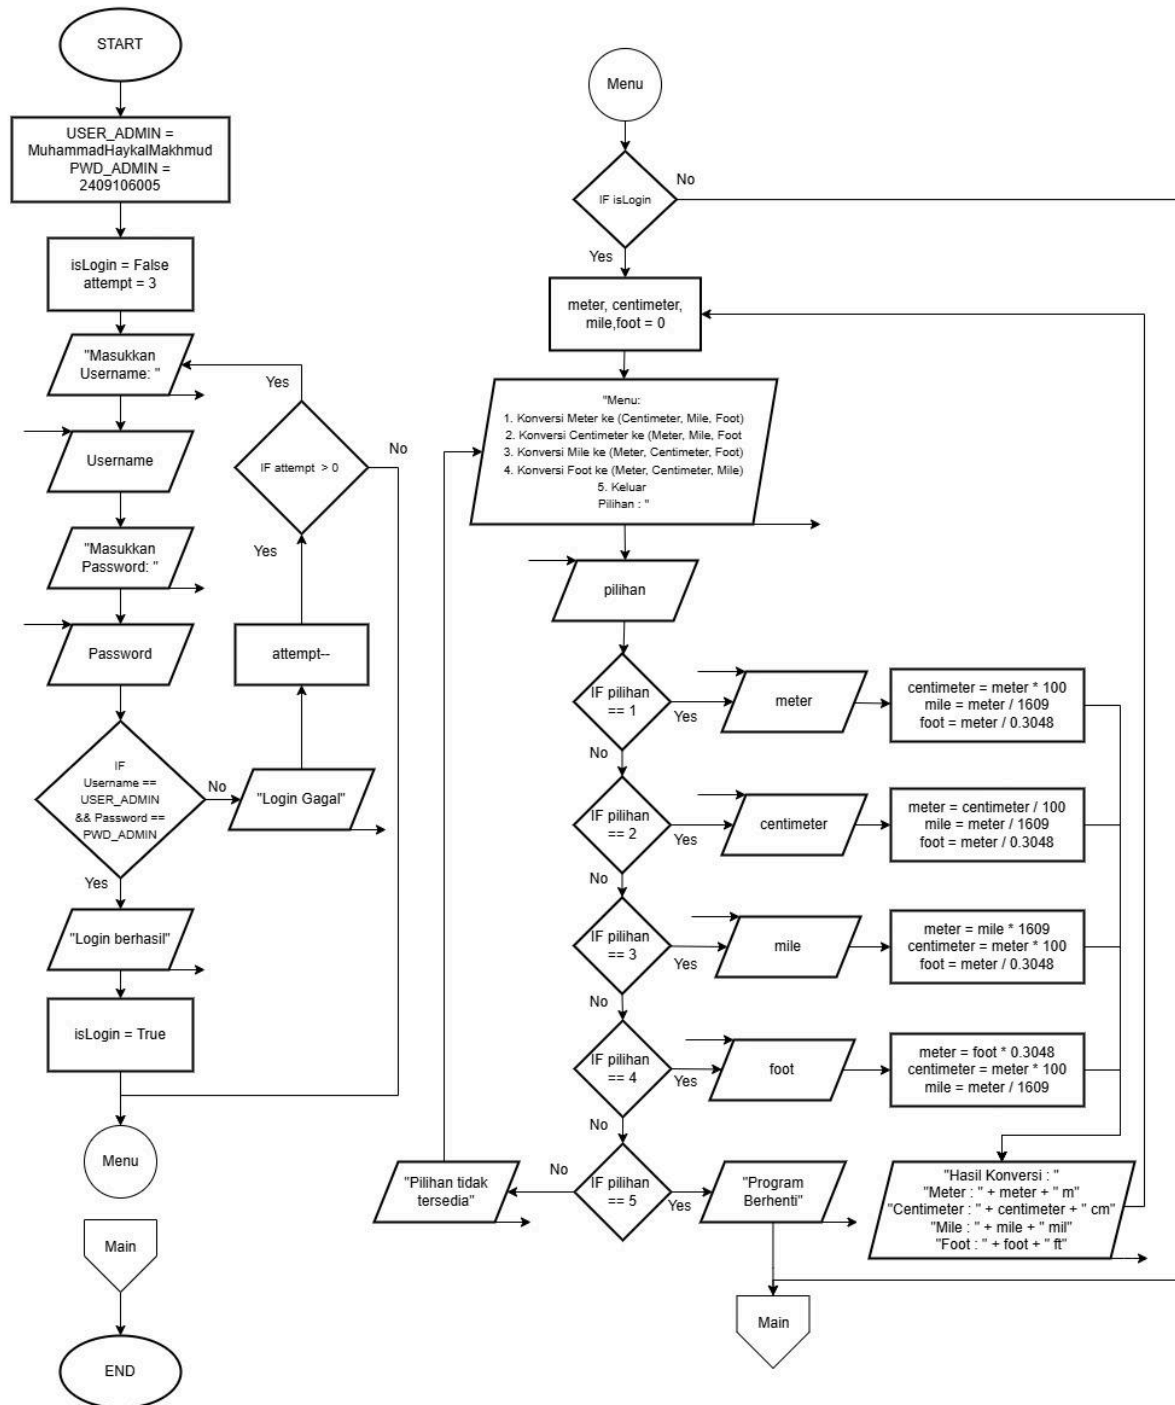 START
USER_ADMIN =
MuhammadHaykalMakhmud
PWD_ADMIN =
2409106005
isLogin = False
attempt = 3
"Masukkan
Username: "
Username
"Masukkan
Password: "
Password
IF
Username ==
USER_ADMIN
&& Password ==
PWD_ADMIN
No
"Login Gagal"
attempt--
Yes
IF attempt > 0
Yes
No
Yes
"Login berhasil"
isLogin = True
Menu
Main
END
Menu
IF isLogin
No
Yes
meter, centimeter,
mile,foot = 0
"Menu:
1. Konversi Meter ke (Centimeter, Mile, Foot)
2. Konversi Centimeter ke (Meter, Mile, Foot
3. Konversi Mile ke (Meter, Centimeter, Foot)
4. Konversi Foot ke (Meter, Centimeter, Mile)
5. Keluar
Pilihan : "
pilihan
IF pilihan
== 1
Yes
meter
centimeter = meter * 100
mile = meter / 1609
foot = meter / 0.3048
No
IF pilihan
== 2
Yes
centimeter
meter = centimeter / 100
mile = meter / 1609
foot = meter / 0.3048
No
IF pilihan
== 3
Yes
mile
meter = mile * 1609
centimeter = meter * 100
foot = meter / 0.3048
No
IF pilihan
== 4
Yes
foot
meter = foot * 0.3048
centimeter = meter * 100
mile = meter / 1609
No
IF pilihan
== 5
No
"Pilihan tidak
tersedia"
Yes
"Program
Berhenti"
"Hasil Konversi : "
"Meter : " + meter + " m"
"Centimeter : " + centimeter + " cm"
"Mile : " + mile + " mil"
"Foot : " + foot + " ft"
Main